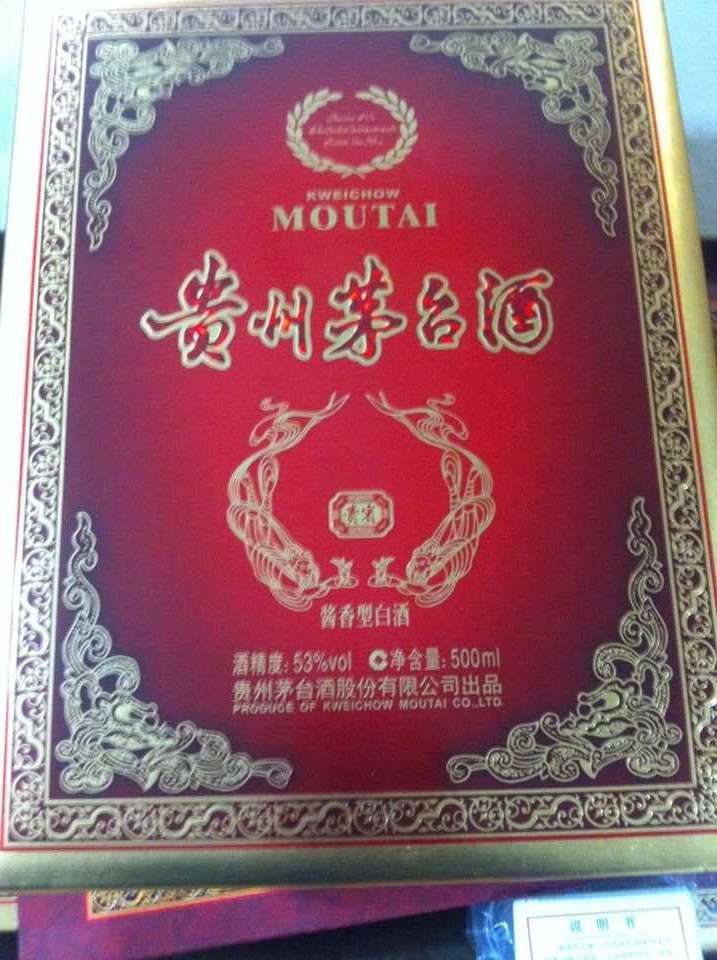 KWEICHOW
MOUTAI
贵州茅台酒
贵宾
酱香型白酒
酒精度: 53%vol 净含量: 500ml
贵州茅台酒股份有限公司出品
PRODUCE OF KWEICHOW MOUTAI CO.,LTD.
说明书